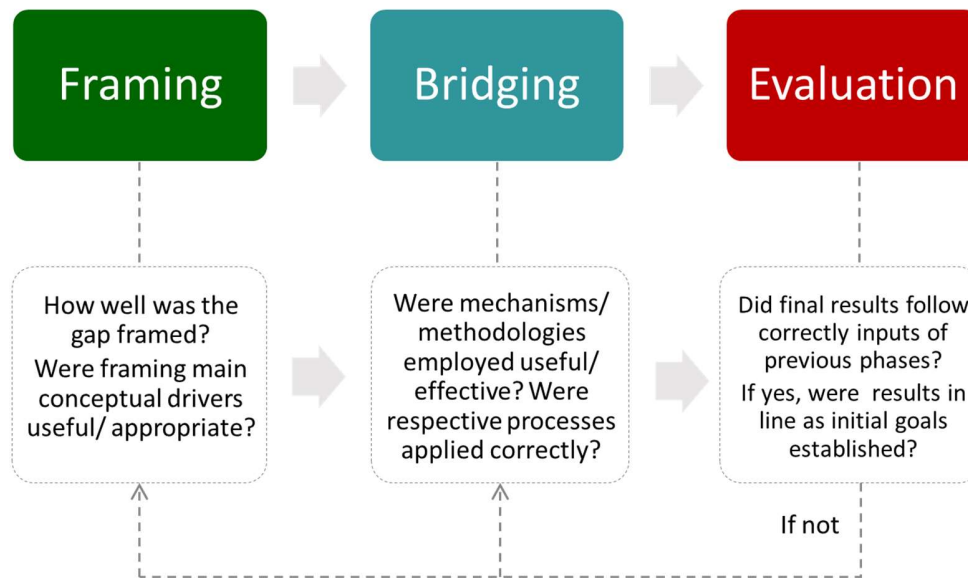 Framing
Bridging
Evaluation
How well was the
gap framed?
Were framing main
conceptual drivers
useful/ appropriate?
Were mechanisms/
methodologies
employed useful/
effective? Were
respective processes
applied correctly?
Did final results follow
correctly inputs of
previous phases?
If yes, were results in
line as initial goals
established?
If not